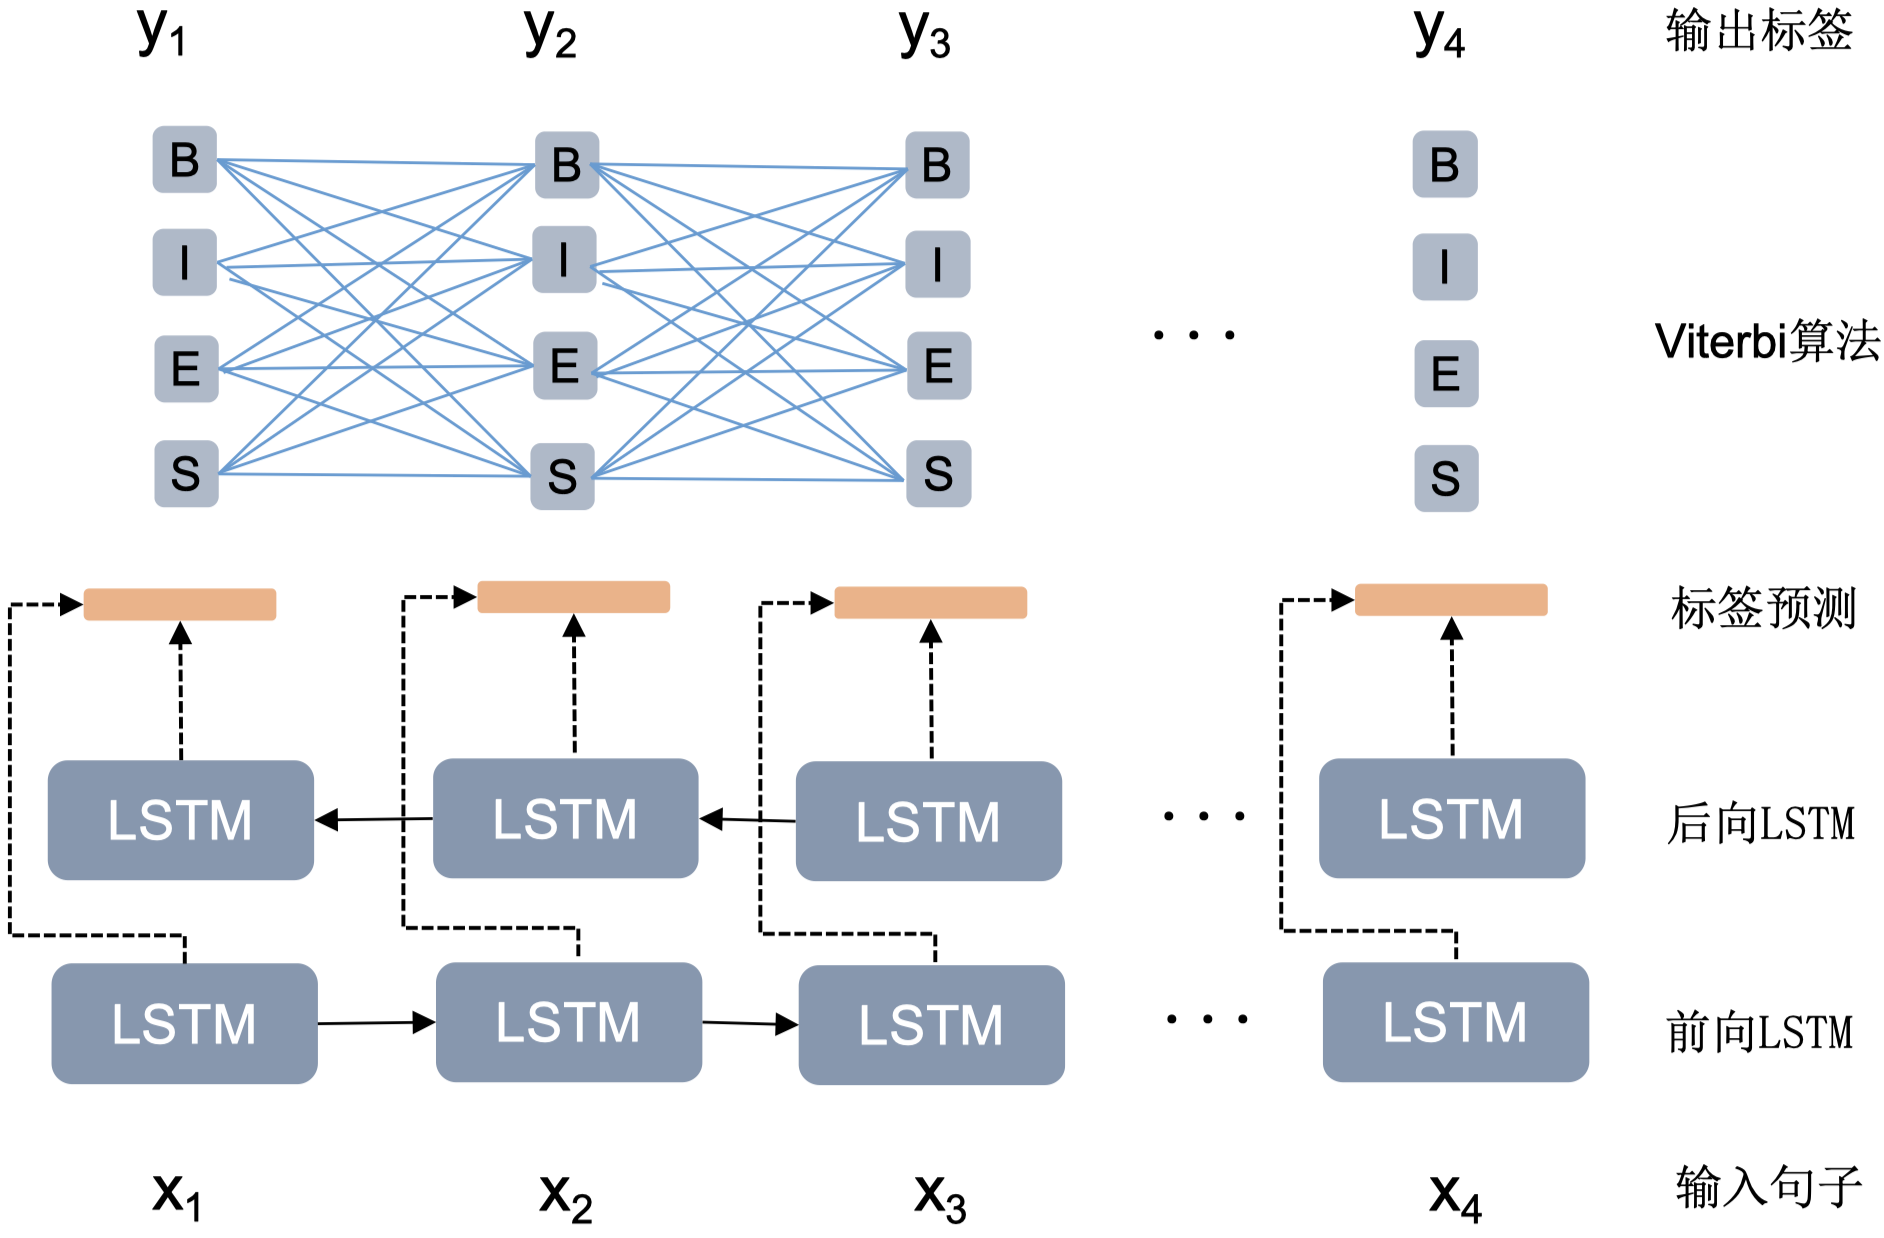 y1 y2 y3 y4 输出标签
B B B B
I I I I
E E E E
S S S S
· · · Viterbi算法
标签预测
LSTM LSTM LSTM · · · LSTM 后向LSTM
LSTM LSTM LSTM · · · LSTM 前向LSTM
x1 x2 x3 x4 输入句子